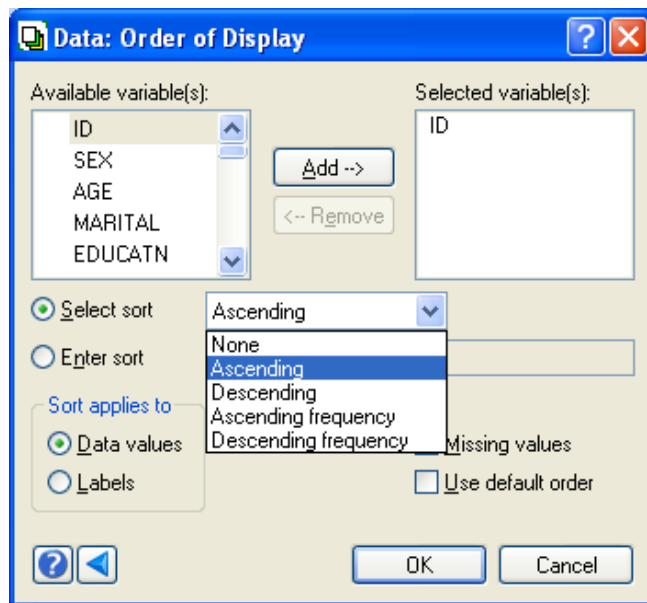 Data: Order of Display
Available variable(s):
Selected variable(s):
ID
SEX
AGE
MARITAL
EDUCATN
Add -->
<-- Remove
ID
Select sort
Ascending
Enter sort
None
Ascending
Descending
Ascending frequency
Descending frequency
Sort applies to
Data values
Labels
Missing values
Use default order
OK
Cancel